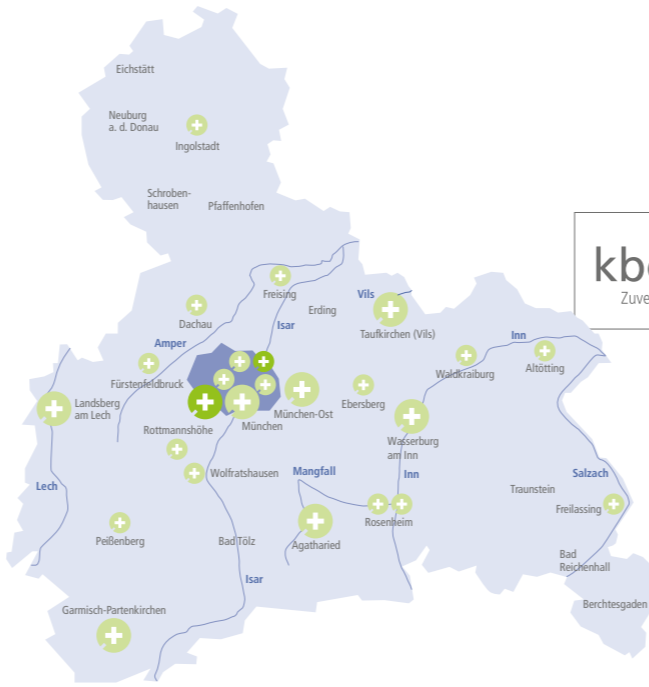 Eichstätt
Neuburg
a. d. Donau
Ingolstadt
Schroben-
hausen
Pfaffenhofen
kbo
Zuve
Freising
Vils
Erding
Dachau
Isar
Taufkirchen (Vils)
Amper
Inn
Altötting
Waldkraiburg
Fürstenfeldbruck
Ebersberg
Landsberg
am Lech
München-Ost
München
Rottmannshöhe
Wasserburg
am Inn
Wolfratshausen
Mangfall
Inn
Salzach
Lech
Traunstein
Freilassing
Rosenheim
Peißenberg
Bad Tölz
Agatharied
Bad
Reichenhall
Isar
Berchtesgaden
Garmisch-Partenkirchen